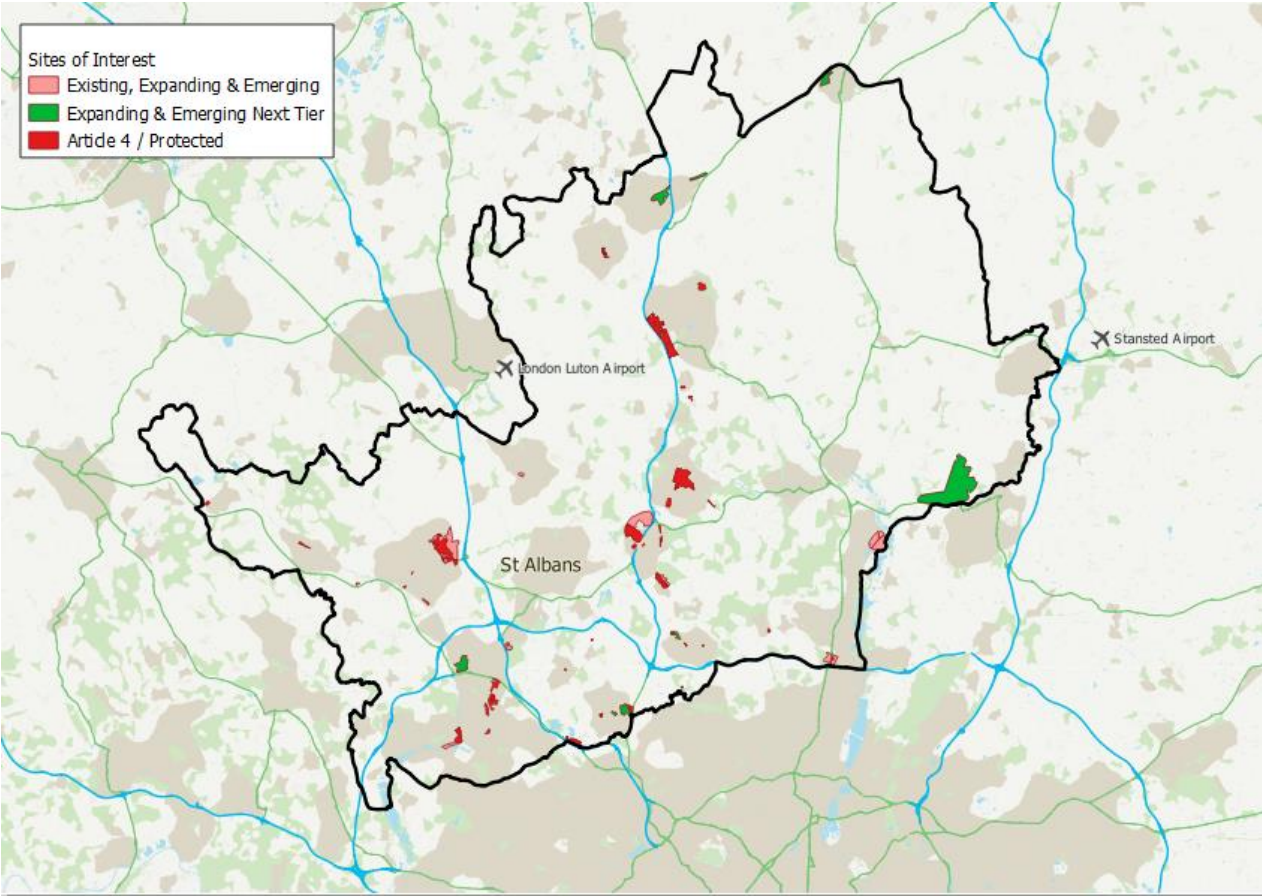 Sites of Interest
Existing, Expanding & Emerging
Expanding & Emerging Next Tier
Article 4 / Protected
Stansted Airport
London Luton Airport
St Albans